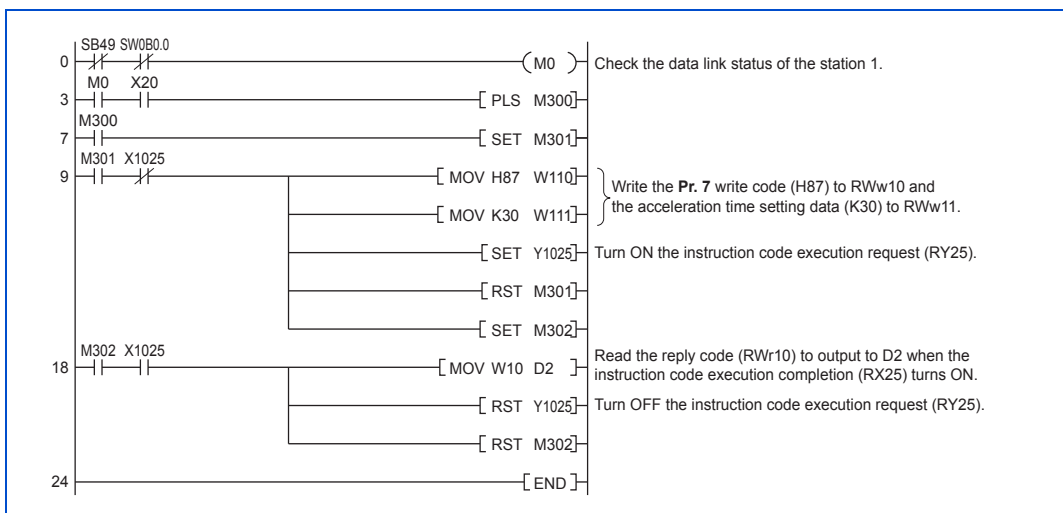 SB49 SW0B0.0
0 M0 Check the data link status of the station 1.
M0 X20
3 PLS M300
M300
7 SET M301
M301 X1025
9 MOV H87 W110
Write the Pr. 7 write code (H87) to RWw10 and
the acceleration time setting data (K30) to RWw11.
MOV K30 W111
SET Y1025 Turn ON the instruction code execution request (RY25).
RST M301
SET M302
M302 X1025
18 MOV W10 D2
Read the reply code (RWr10) to output to D2 when the
instruction code execution completion (RX25) turns ON.
RST Y1025 Turn OFF the instruction code execution request (RY25).
RST M302
24 END